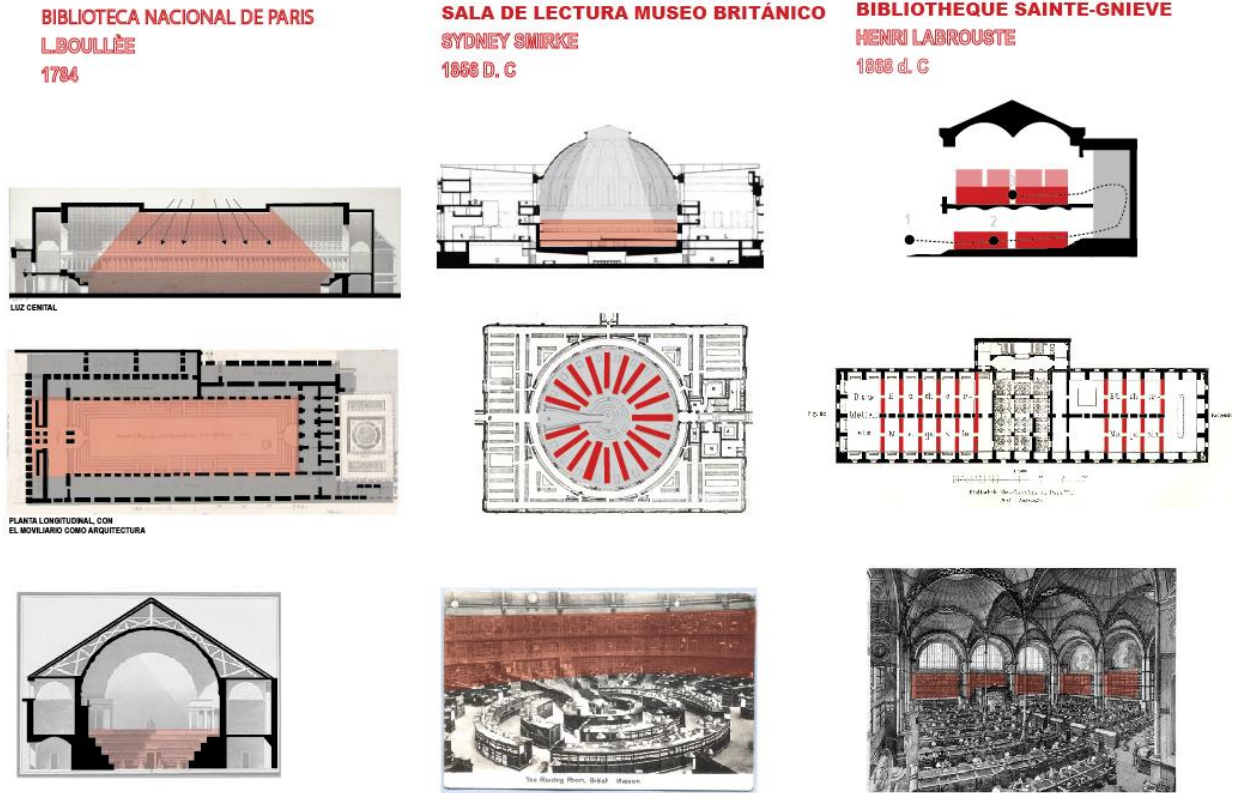 BIBLIOTECA NACIONAL DE PARIS
L.BOULLÈE
1784
LUZ CENITAL
PLANTA LONGITUDINAL, CON
EL MOVILIARIO COMO ARQUITECTURA
SALA DE LECTURA MUSEO BRITÁNICO
SYDNEY SMIRKE
1856 D. C
The Reading Room, British Museum
BIBLIOTHEQUE SAINTE-GNIEVE
HENRI LABROUSTE
1868 d. C
1
2
3